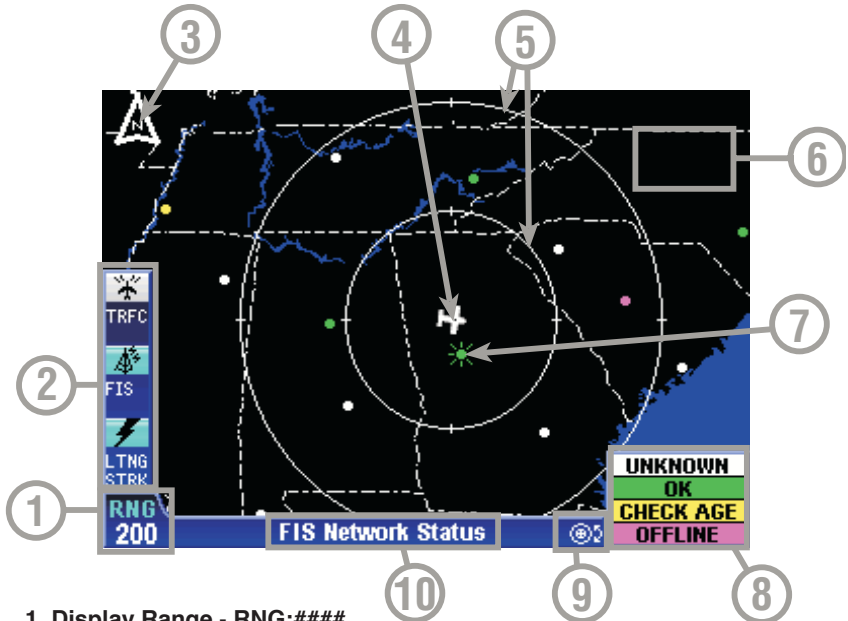 3
4
5
N
6
TRFC
7
2
FIS
LTNG
STRK
UNKNOWN
OK
1
RNG
CHECK AGE
200
FIS Network Status
OFFLINE
10
9
8
1. Display Range - RNG:####